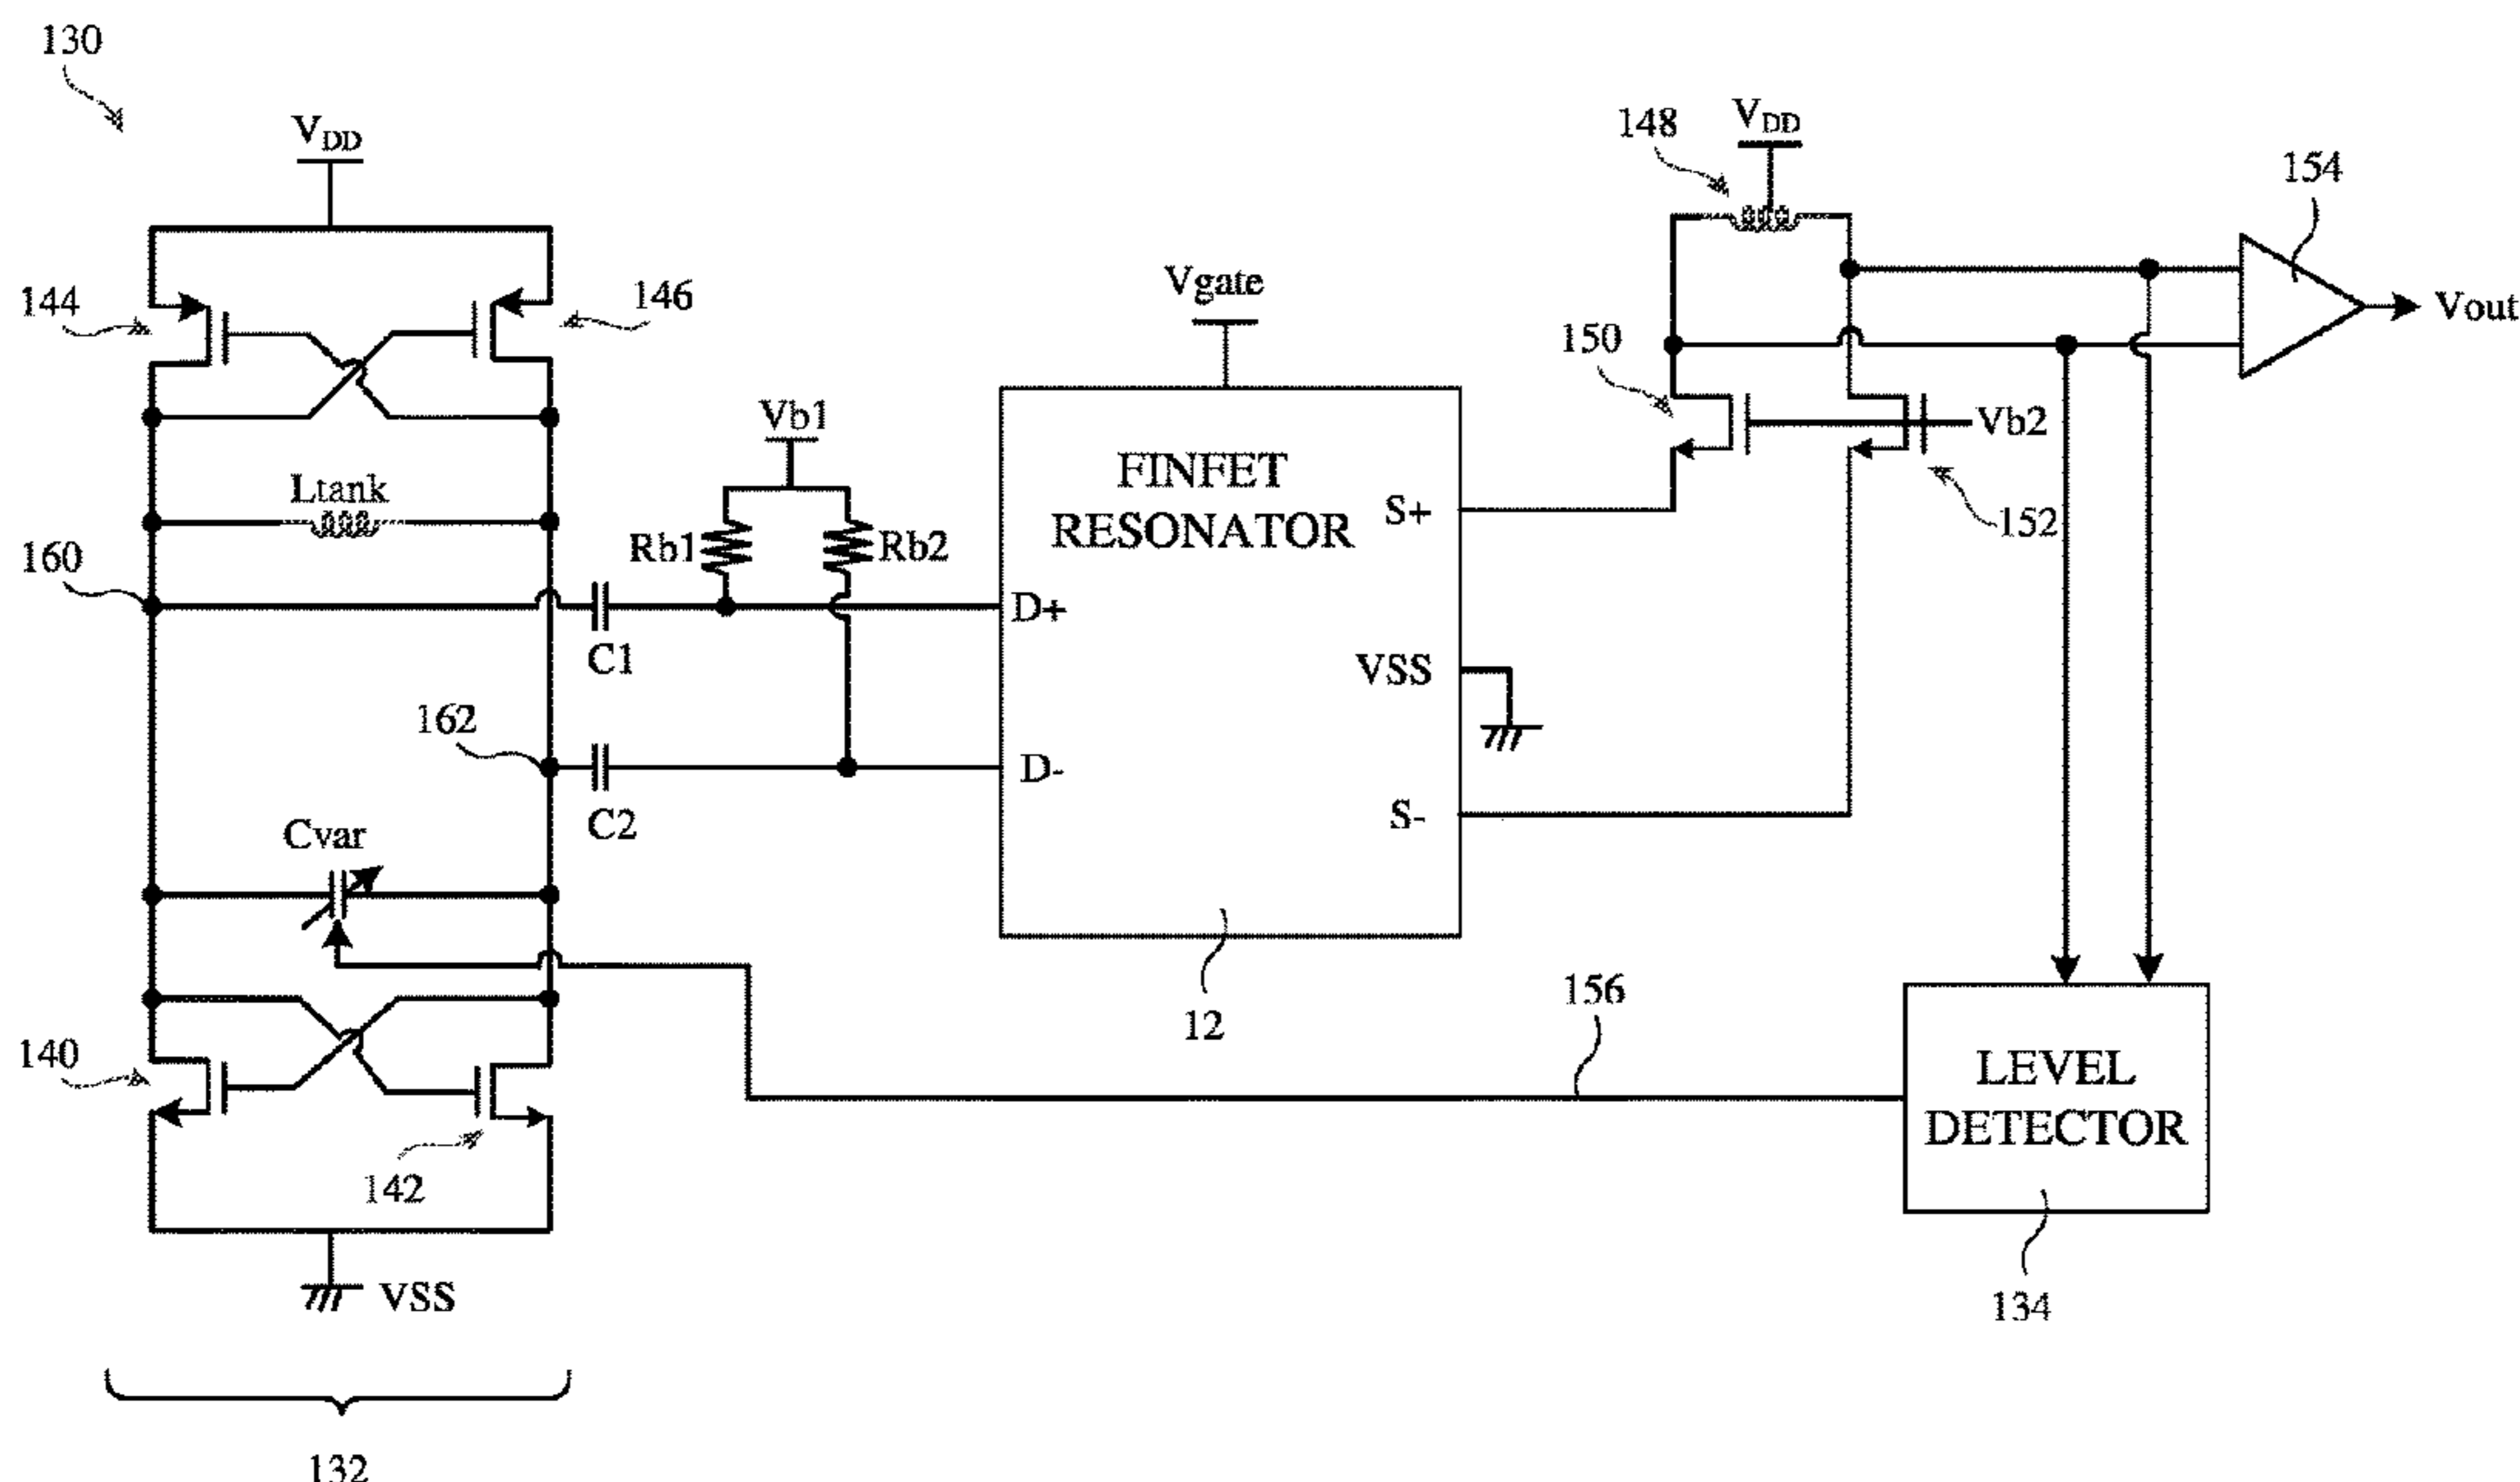 130
VDD
144
146
Ltank
160
162
Cvar
140
142
VSS
132
C1
C2
Vb1
Rb1
Rb2
Vgate
FINFET
RESONATOR
D+
D-
S+
VSS
S-
12
148
VDD
150
Vb2
152
154
Vout
156
LEVEL
DETECTOR
134